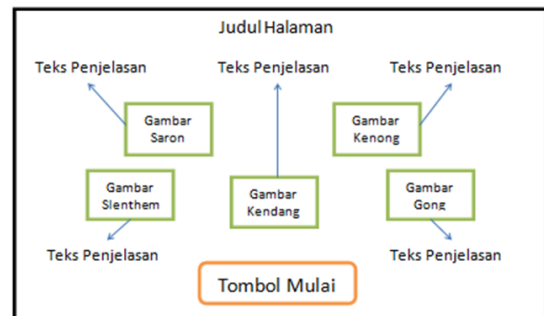 Judul Halaman
Teks Penjelasan
Teks Penjelasan
Teks Penjelasan
Gambar
Saron
Gambar
Kenong
Gambar
Slenthem
Gambar
Kendang
Gambar
Gong
Teks Penjelasan
Teks Penjelasan
Tombol Mulai